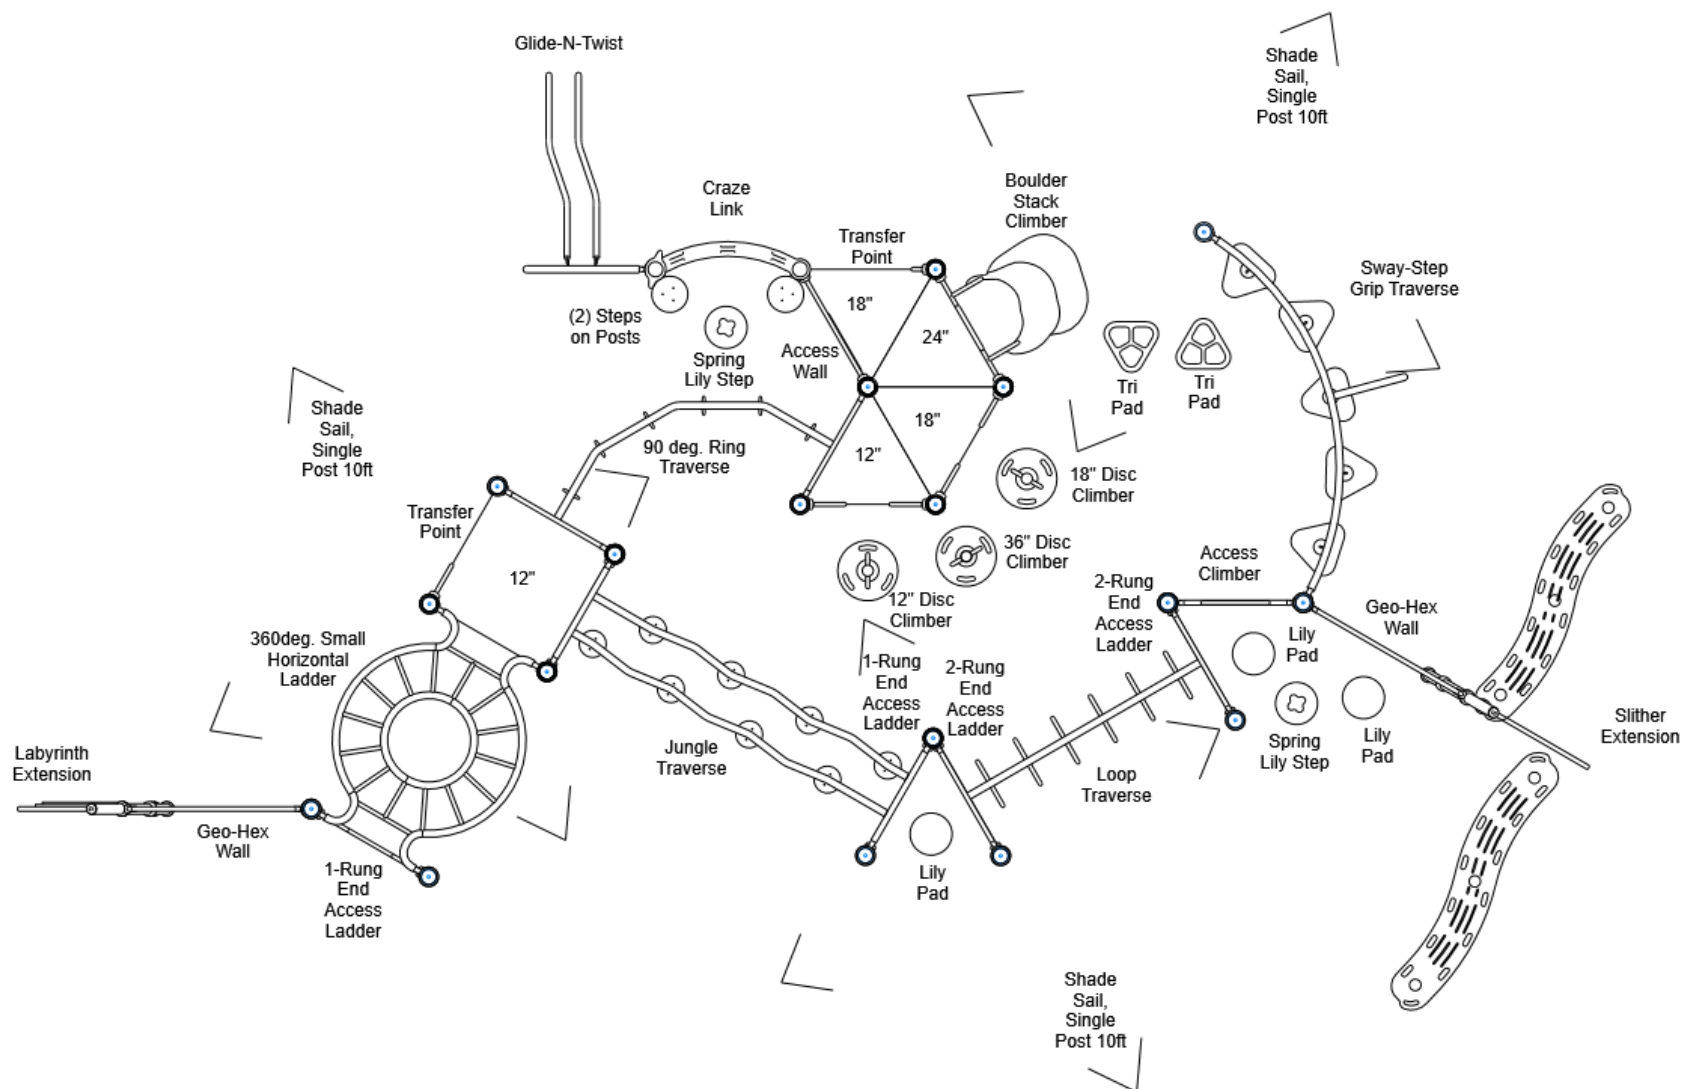 Glide-N-Twist
Shade
Sail,
Single
Post 10ft
Craze
Link
Boulder
Stack
Climber
Transfer
Point
Sway-Step
Grip Traverse
18"
(2) Steps
on Posts
24"
Access
Wall
Spring
Lily Step
Tri
Pad
Tri
Pad
Shade
Sail,
Single
Post 10ft
18"
12"
90 deg. Ring
Traverse
18" Disc
Climber
Transfer
Point
36" Disc
Climber
12"
Access
Climber
2-Rung
End
Access
Ladder
12" Disc
Climber
Geo-Hex
Wall
360deg. Small
Horizontal
Ladder
Lily
Pad
1-Rung
End
Access
Ladder
2-Rung
End
Access
Ladder
Slither
Extension
Labyrinth
Extension
Jungle
Traverse
Spring
Lily Step
Lily
Pad
Loop
Traverse
Geo-Hex
Wall
1-Rung
End
Access
Ladder
Lily
Pad
Shade
Sail,
Single
Post 10ft